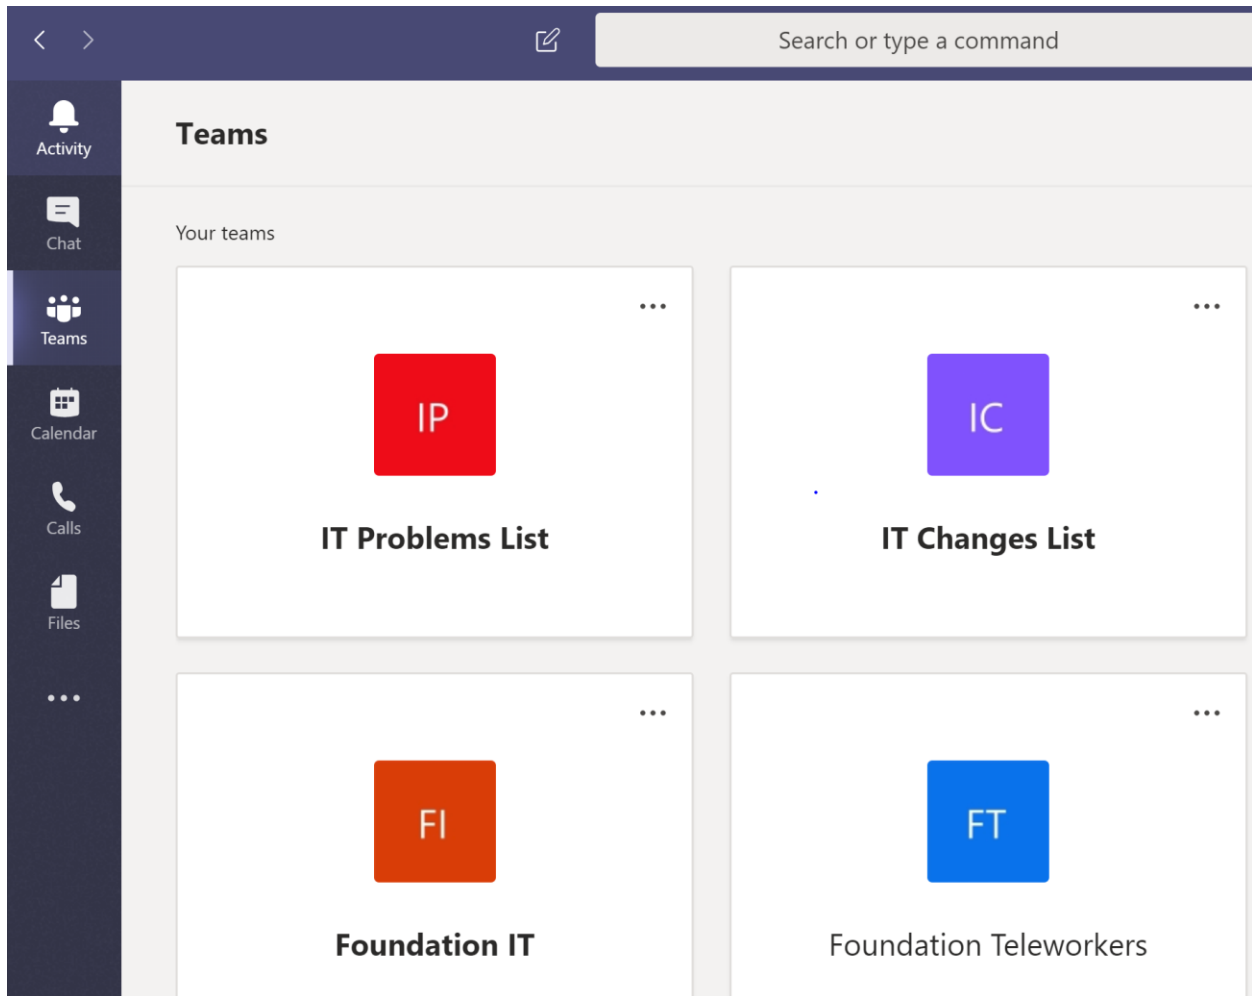 Search or type a command
Activity
Chat
Teams
Calendar
Calls
Files
Teams
Your teams
IP
IT Problems List
IC
IT Changes List
FI
Foundation IT
FT
Foundation Teleworkers